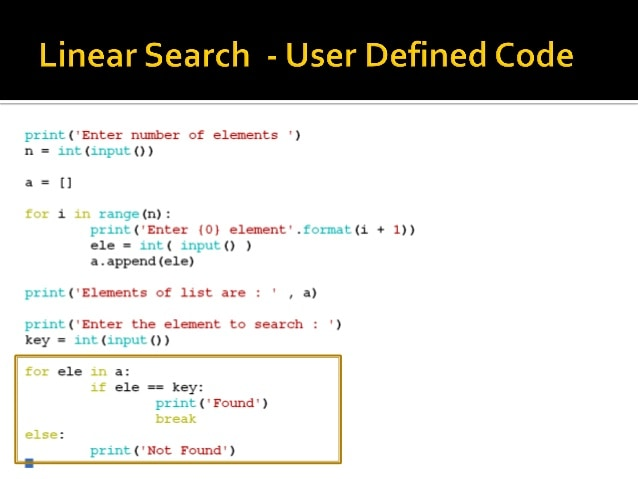 Linear Search - User Defined Code
print('Enter number of elements ')
n = int(input())
a = []
for i in range(n):
print('Enter {0} element'.format(i + 1))
ele = int( input() )
a.append(ele)
print('Elements of list are : ' , a)
print('Enter the element to search : ')
key = int(input())
for ele in a:
if ele == key:
print('Found')
break
else:
print('Not Found')